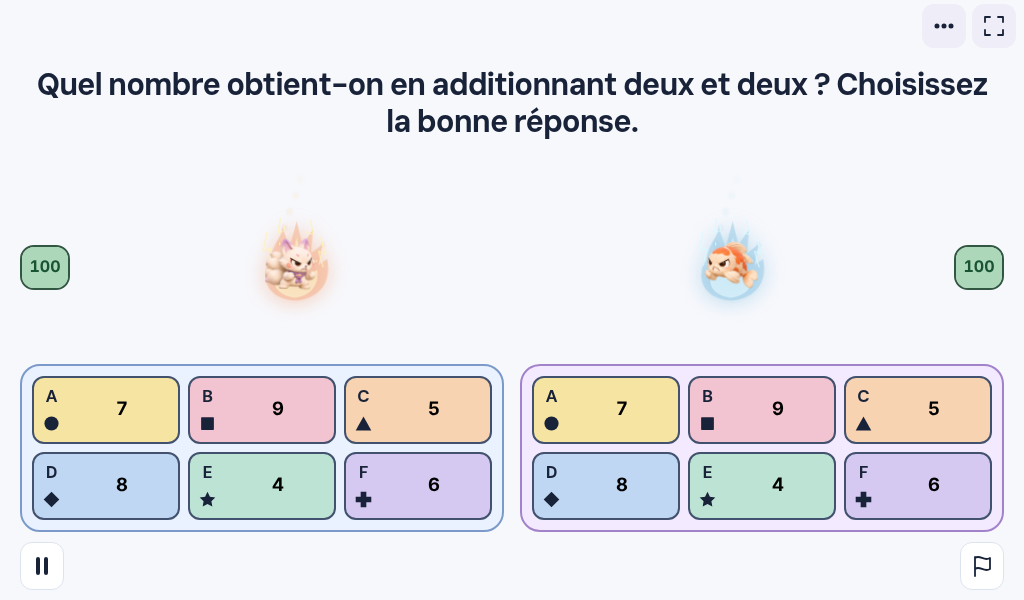 Quel nombre obtient-on en additionnant deux et deux ? Choisissez
la bonne réponse.
100
100
A
7
B
9
C
5
D
8
E
4
F
6
A
7
B
9
C
5
D
8
E
4
F
6